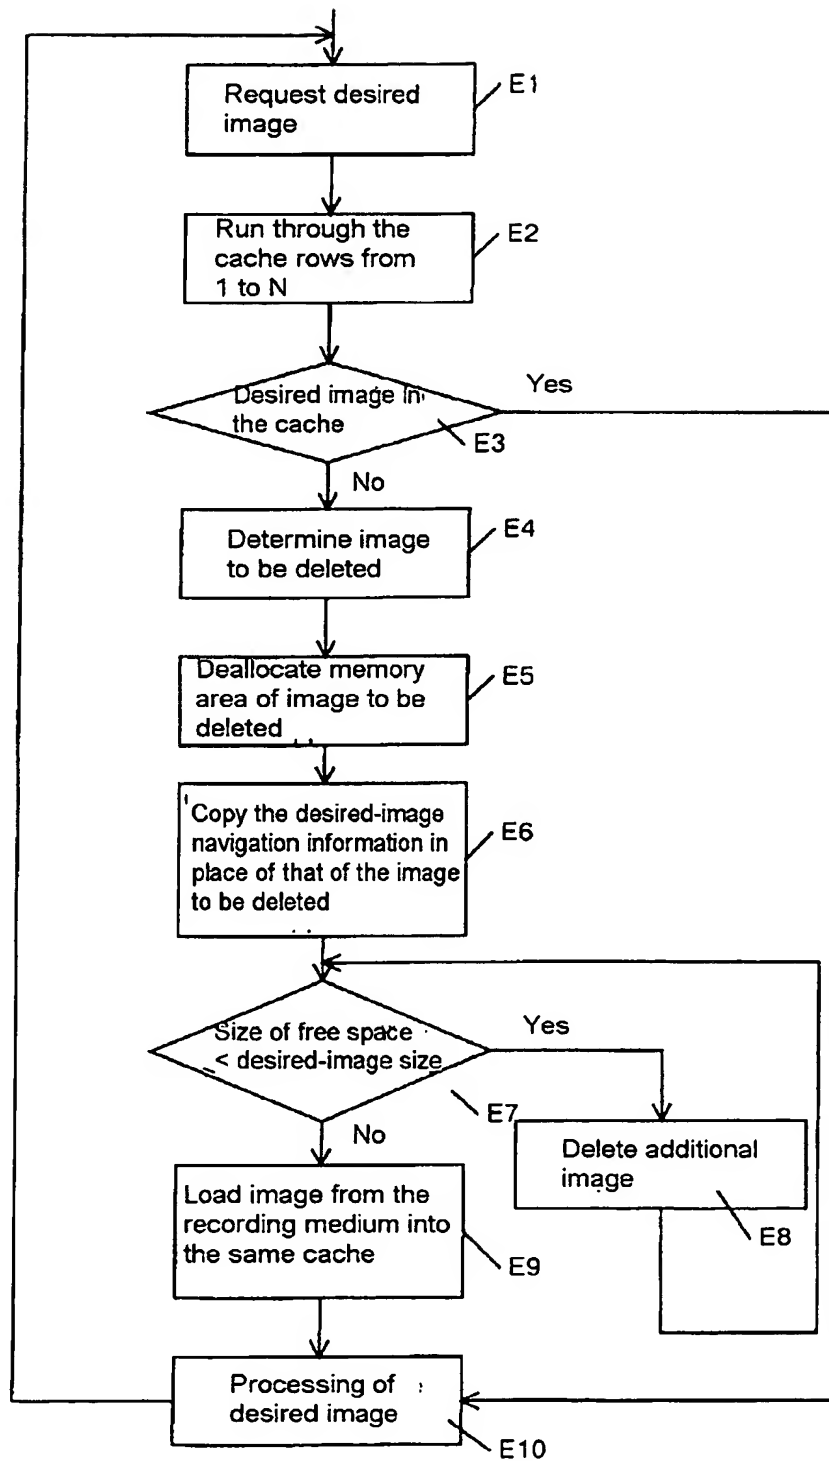 Request desired
image
E1
Run through the
cache rows from
1 to N
E2
Desired image in
the cache
Yes
E3
No
Determine image
to be deleted
E4
Deallocate memory
area of image to be
deleted
E5
Copy the desired-image
navigation information in
place of that of the image
to be deleted
E6
Size of free space
< desired-image size
Yes
E7
No
Delete additional
image
E8
Load image from the
recording medium into
the same cache
E9
Processing of
desired image
E10